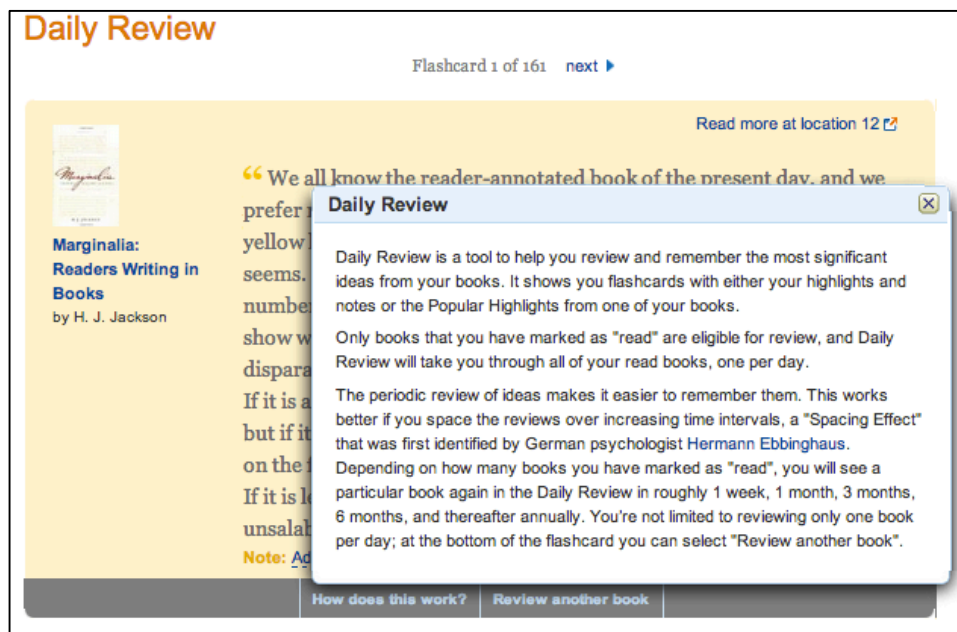 Daily Review
Flashcard 1 of 161 next
Read more at location 12
Marginalia
H. J. JACKSON
Marginalia:
Readers Writing in
Books
by H. J. Jackson
“ We all know the reader-annotated book of the present day, and we
prefer
yellow
seems.
number
show w
dispara
If it is a
but if it
on the
If it is
unsalab
Note: Ad
Daily Review
Daily Review is a tool to help you review and remember the most significant
ideas from your books. It shows you flashcards with either your highlights and
notes or the Popular Highlights from one of your books.
Only books that you have marked as "read" are eligible for review, and Daily
Review will take you through all of your read books, one per day.
The periodic review of ideas makes it easier to remember them. This works
better if you space the reviews over increasing time intervals, a "Spacing Effect"
that was first identified by German psychologist Hermann Ebbinghaus.
Depending on how many books you have marked as "read", you will see a
particular book again in the Daily Review in roughly 1 week, 1 month, 3 months,
6 months, and thereafter annually. You're not limited to reviewing only one book
per day; at the bottom of the flashcard you can select "Review another book".
How does this work? Review another book